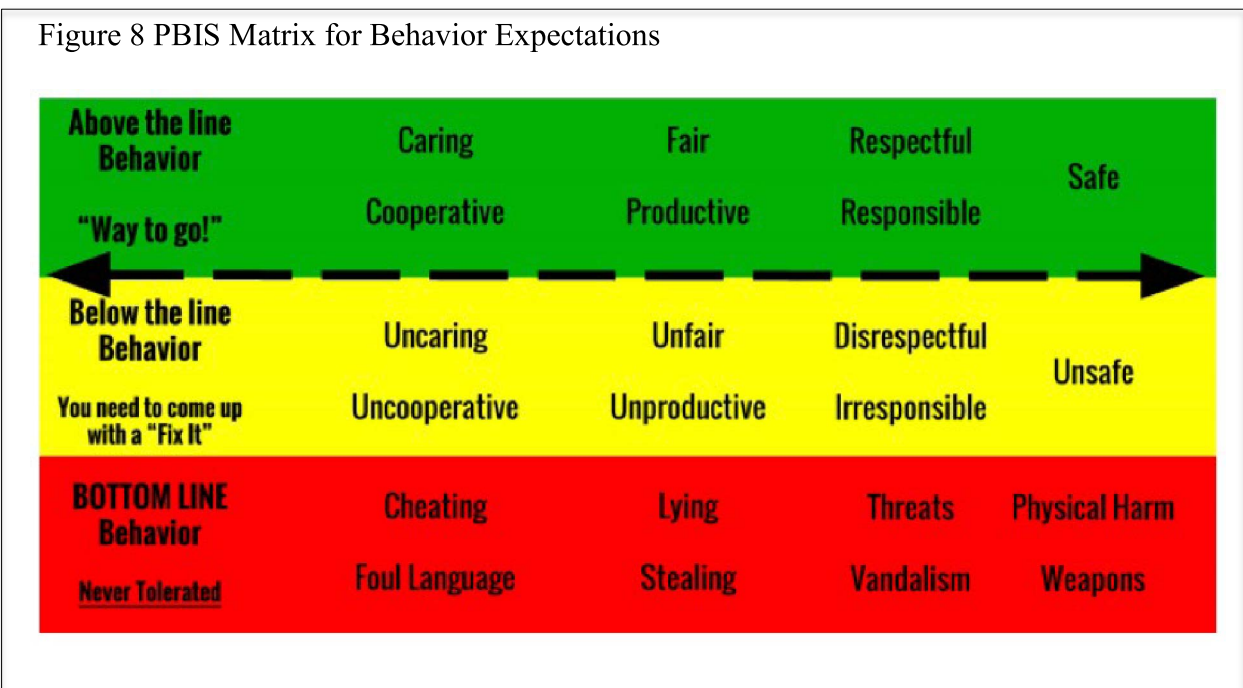 Figure 8 PBIS Matrix for Behavior Expectations
Above the line
Behavior
"Way to go!"
Caring
Cooperative
Fair
Productive
Respectful
Responsible
Safe
Below the line
Behavior
You need to come up
with a "Fix It"
Uncaring
Uncooperative
Unfair
Unproductive
Disrespectful
Irresponsible
Unsafe
BOTTOM LINE
Behavior
Never Tolerated
Cheating
Foul Language
Lying
Stealing
Threats
Vandalism
Physical Harm
Weapons